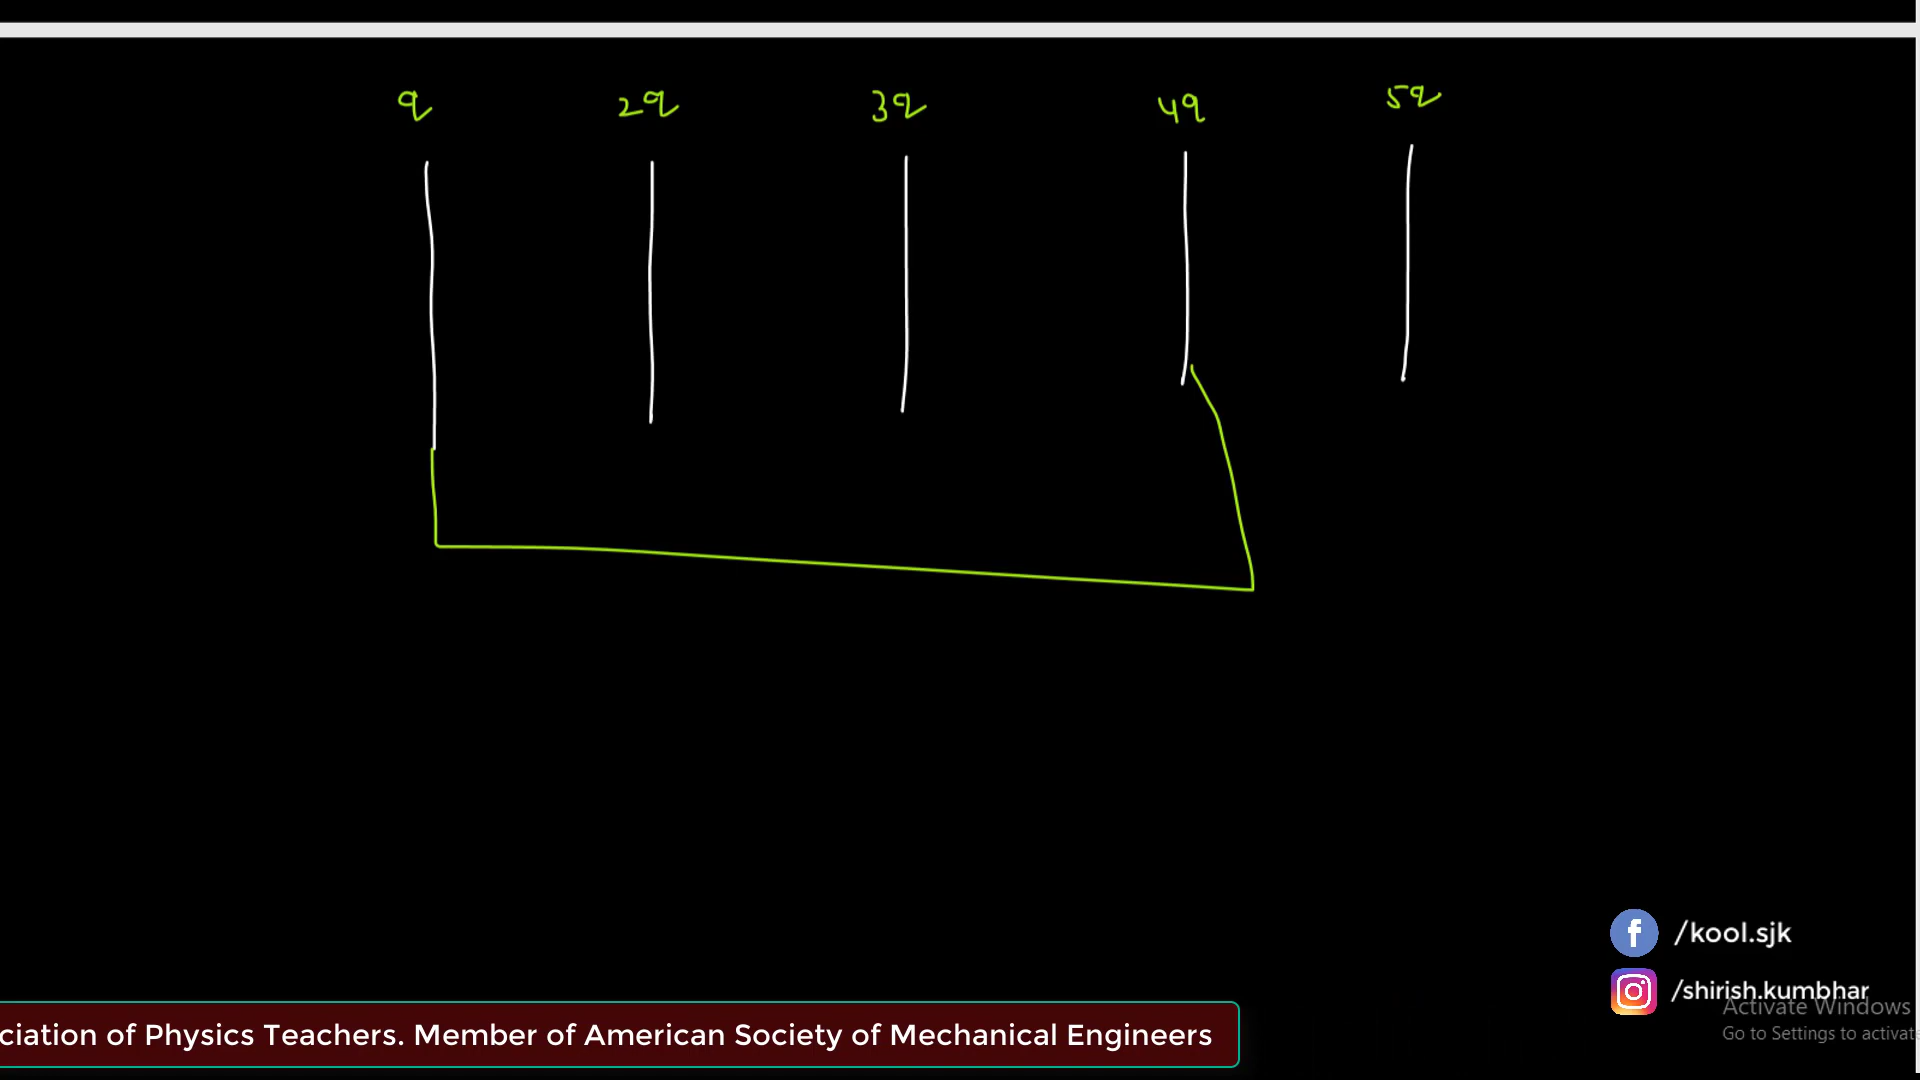 q 2q 3q 4q 5q
/kool.sjk
/shirish.kumbhar
Activate Windows
Go to Settings to activat
ciation of Physics Teachers. Member of American Society of Mechanical Engineers